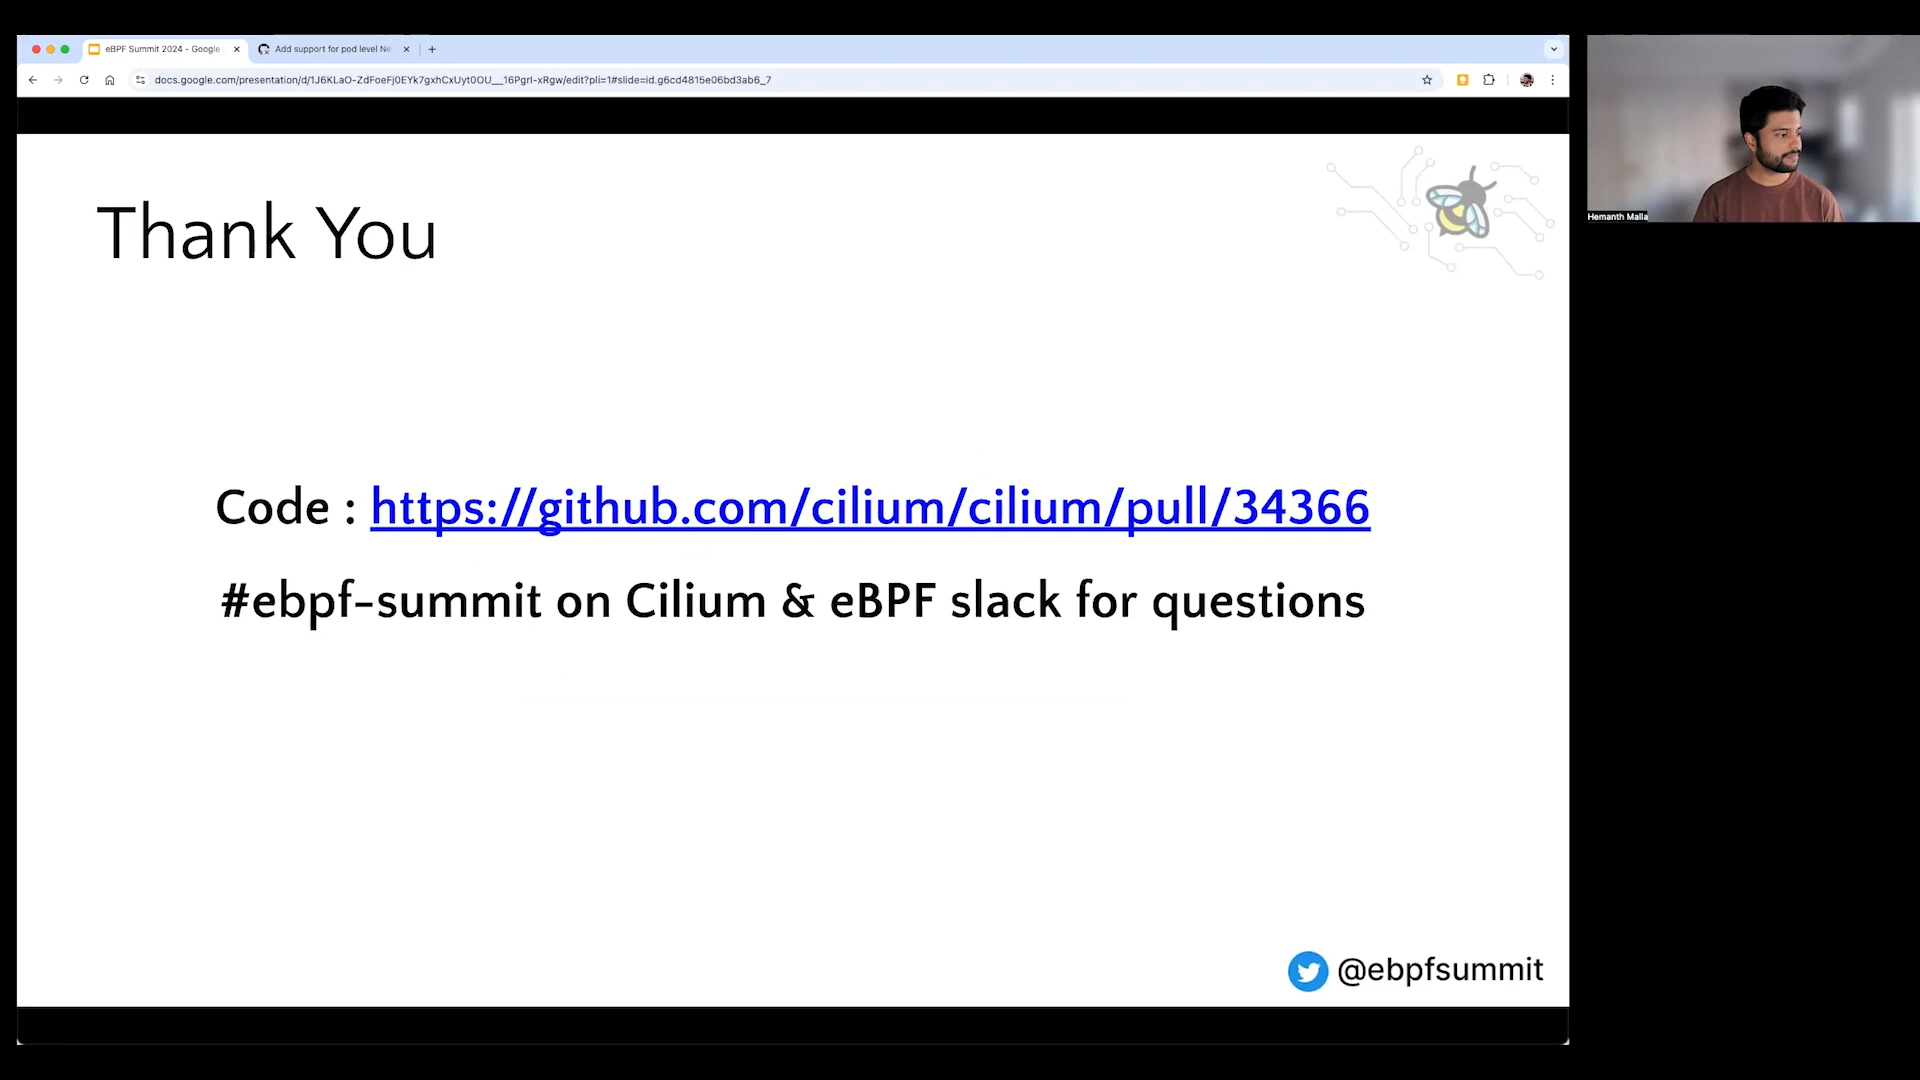 eBPF Summit 2024 - Google
Add support for pod level Ne
docs.google.com/presentation/d/1J6KLaO-ZdFoeFj0EYk7gxhCxUyt0OU__16PgrI-xRgw/edit?pli=1#slide=id.g6cd4815e06bd3ab6_7
Hemanth Malla
Thank You
Code : https://github.com/cilium/cilium/pull/34366
#ebpf-summit on Cilium & eBPF slack for questions
@ebpfsummit